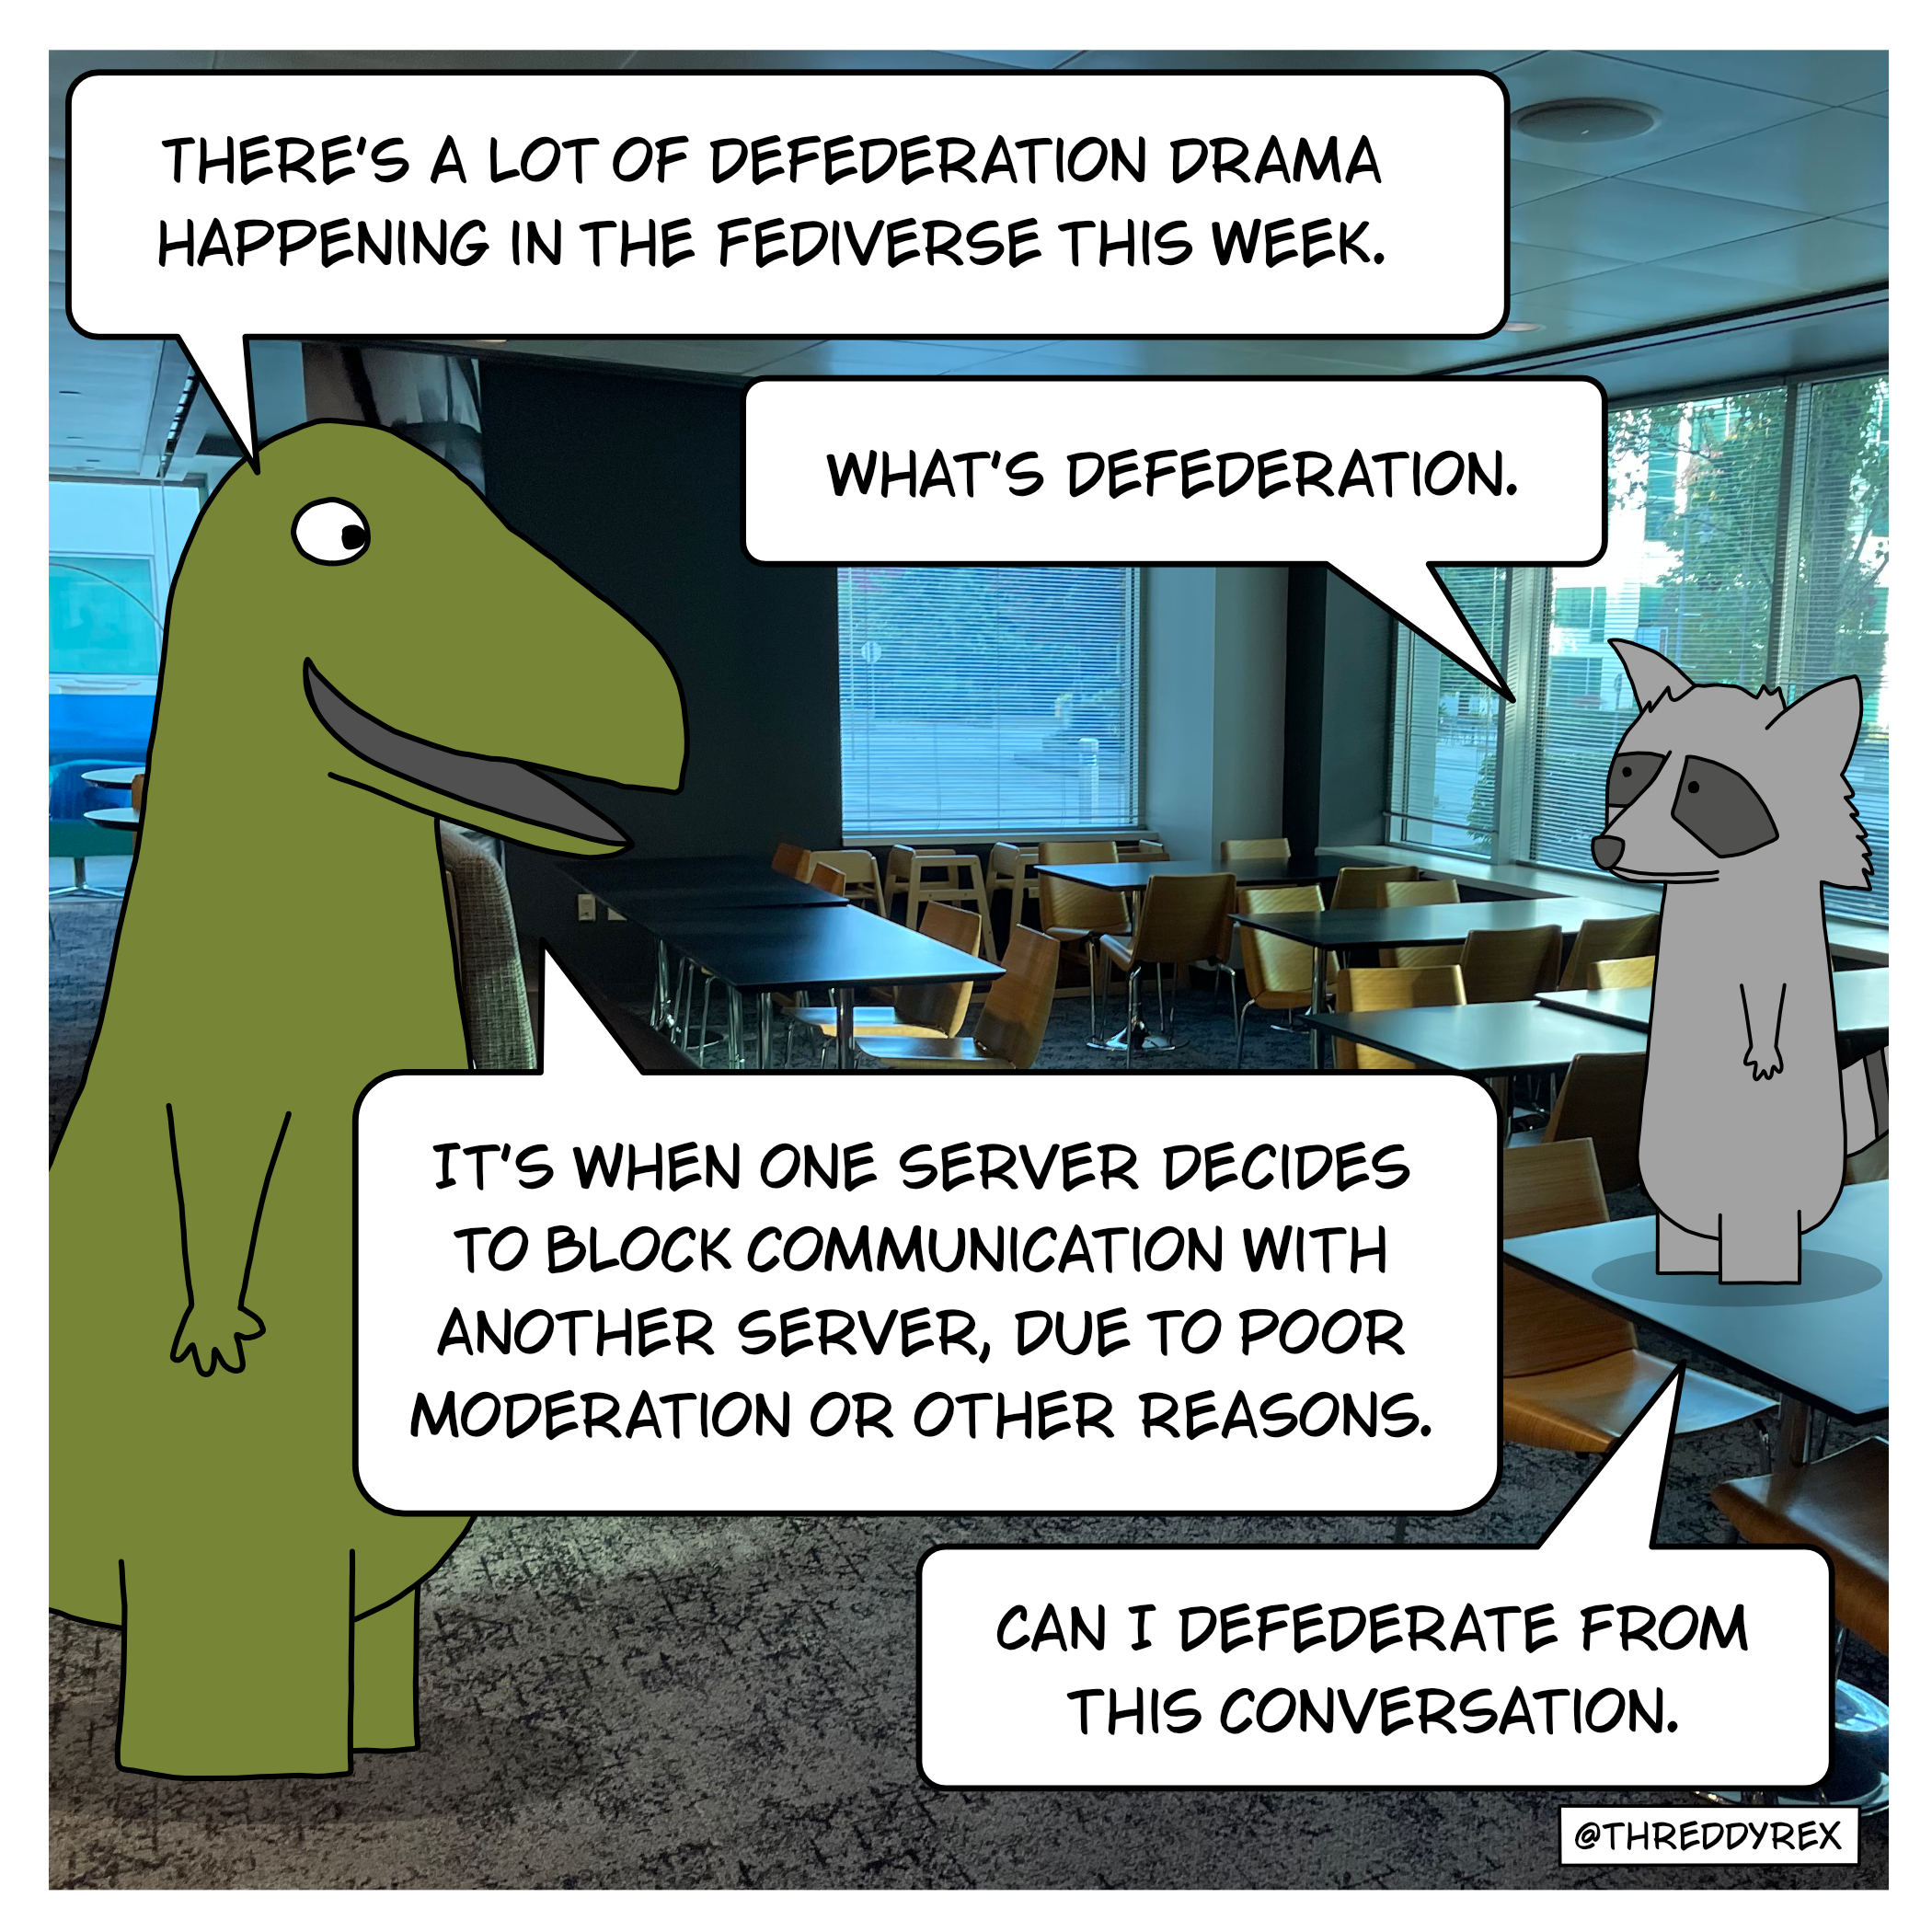 THERE'S A LOT OF DEFEDERATION DRAMA
HAPPENING IN THE FEDIVERSE THIS WEEK.
WHAT'S DEFEDERATION.
IT'S WHEN ONE SERVER DECIDES
TO BLOCK COMMUNICATION WITH
ANOTHER SERVER, DUE TO POOR
MODERATION OR OTHER REASONS.
CAN I DEFEDERATE FROM
THIS CONVERSATION.
@THREDDYREX